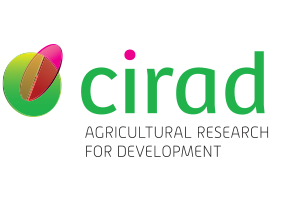 cirad
AGRICULTURAL RESEARCH
FOR DEVELOPMENT